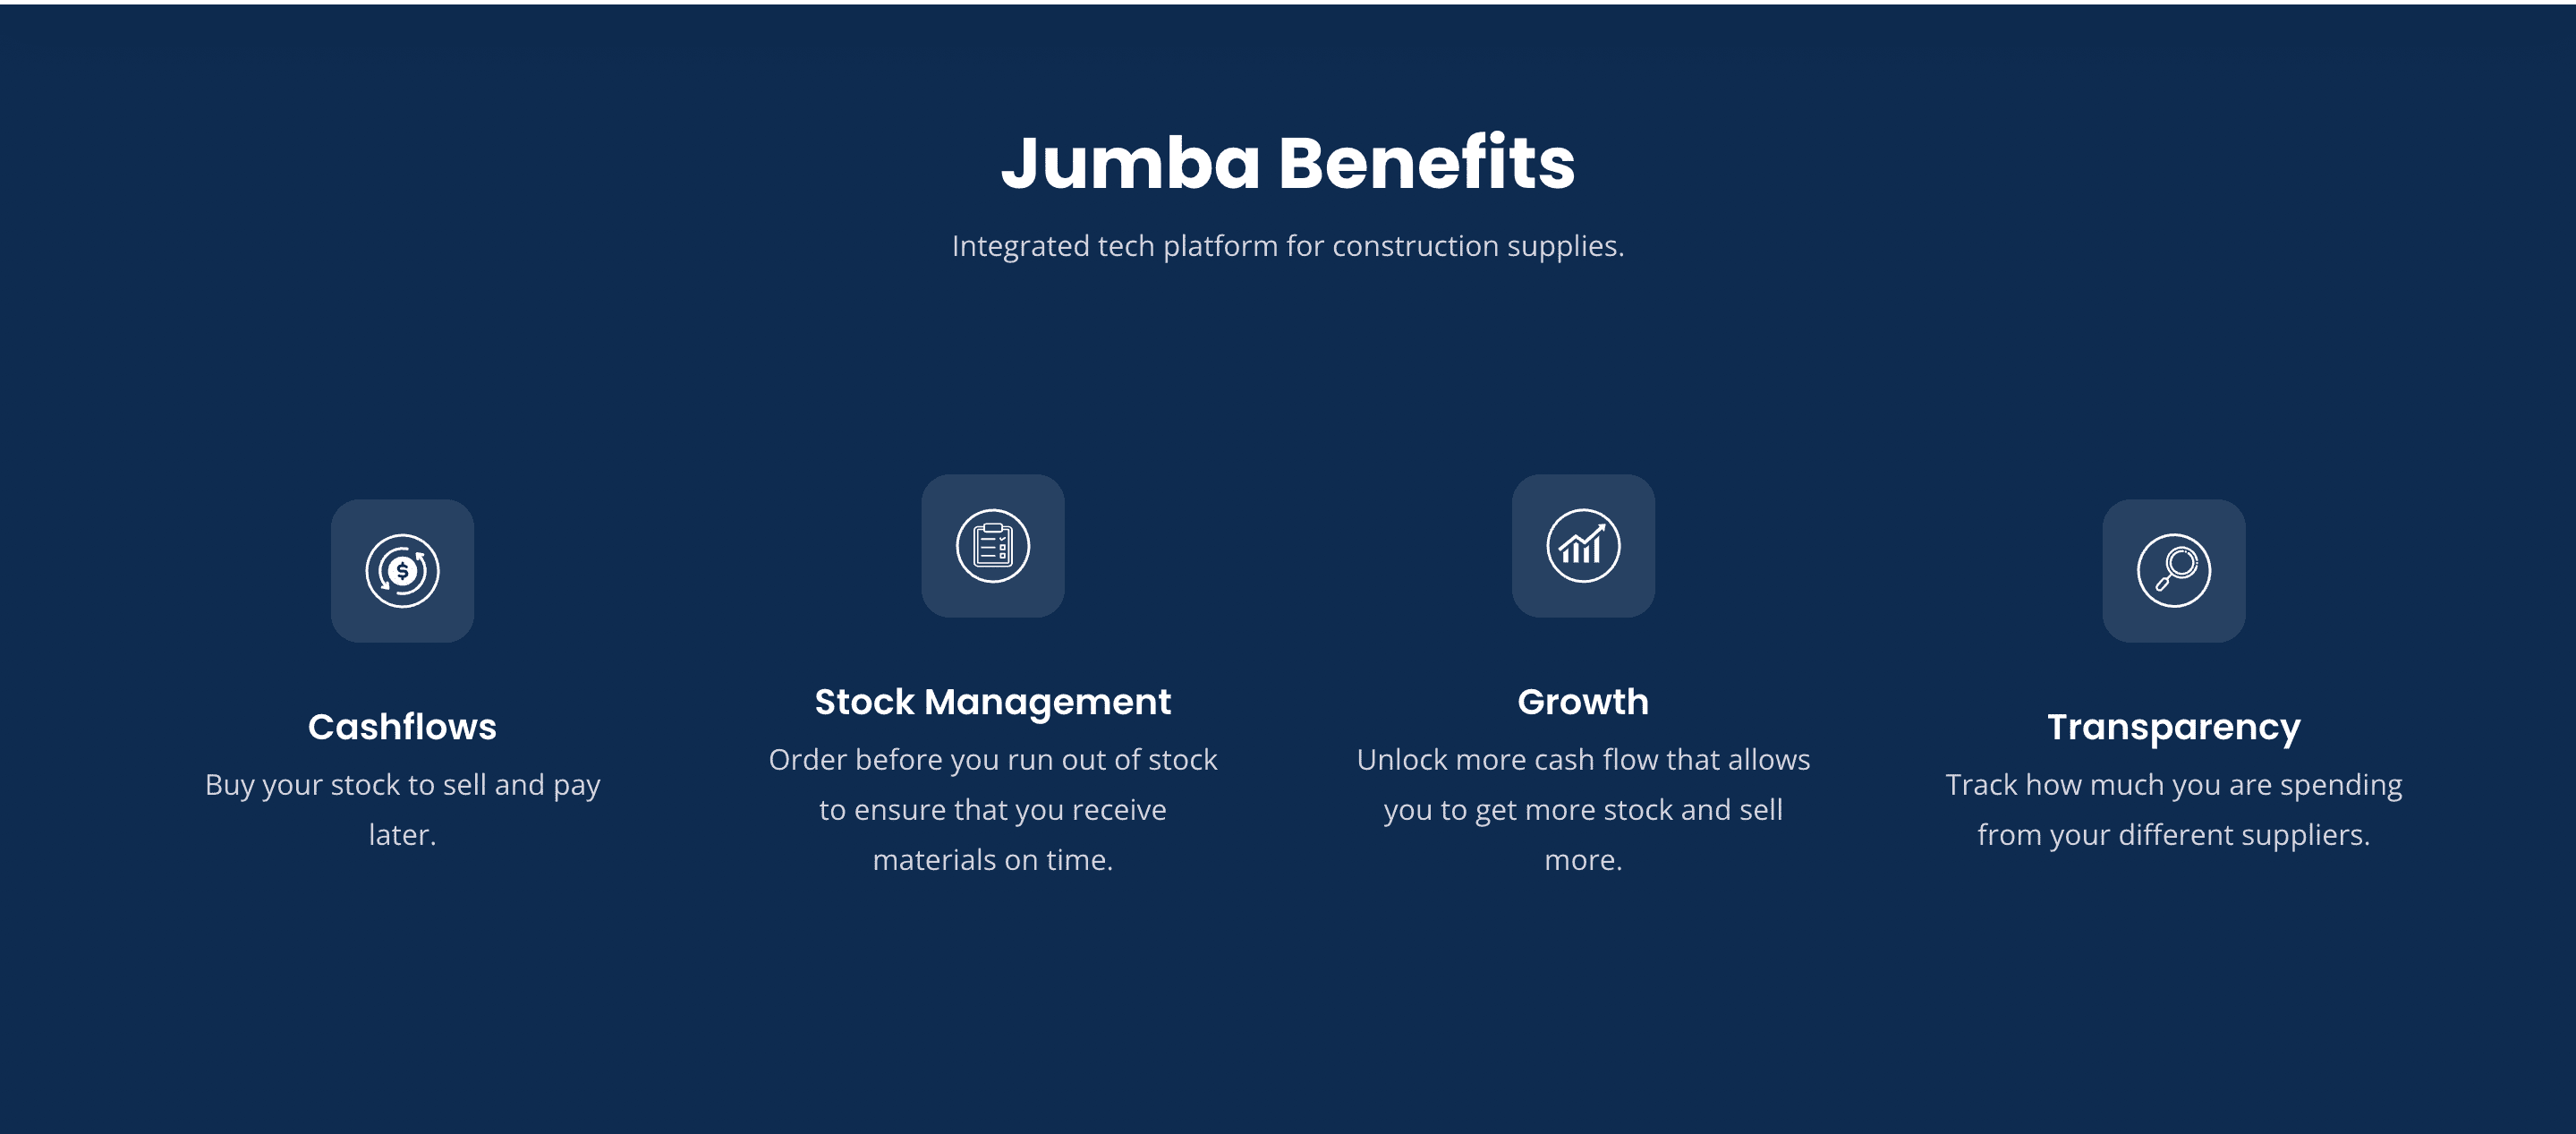 Jumba Benefits
Integrated tech platform for construction supplies.
$
Cashflows
Buy your stock to sell and pay
later.
Stock Management
Order before you run out of stock
to ensure that you receive
materials on time.
Growth
Unlock more cash flow that allows
you to get more stock and sell
more.
Transparency
Track how much you are spending
from your different suppliers.